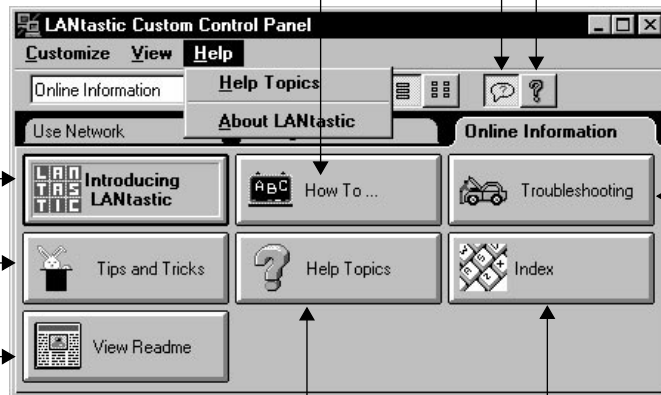 LANtastic Custom Control Panel
Customize View Help
Help Topics
About LANtastic
Online Information
Use Network
Online Information
LAN
TAS
TIC
Introducing
LANtastic
ABC
How To ...
Troubleshooting
Tips and Tricks
?
Help Topics
Index
View Readme